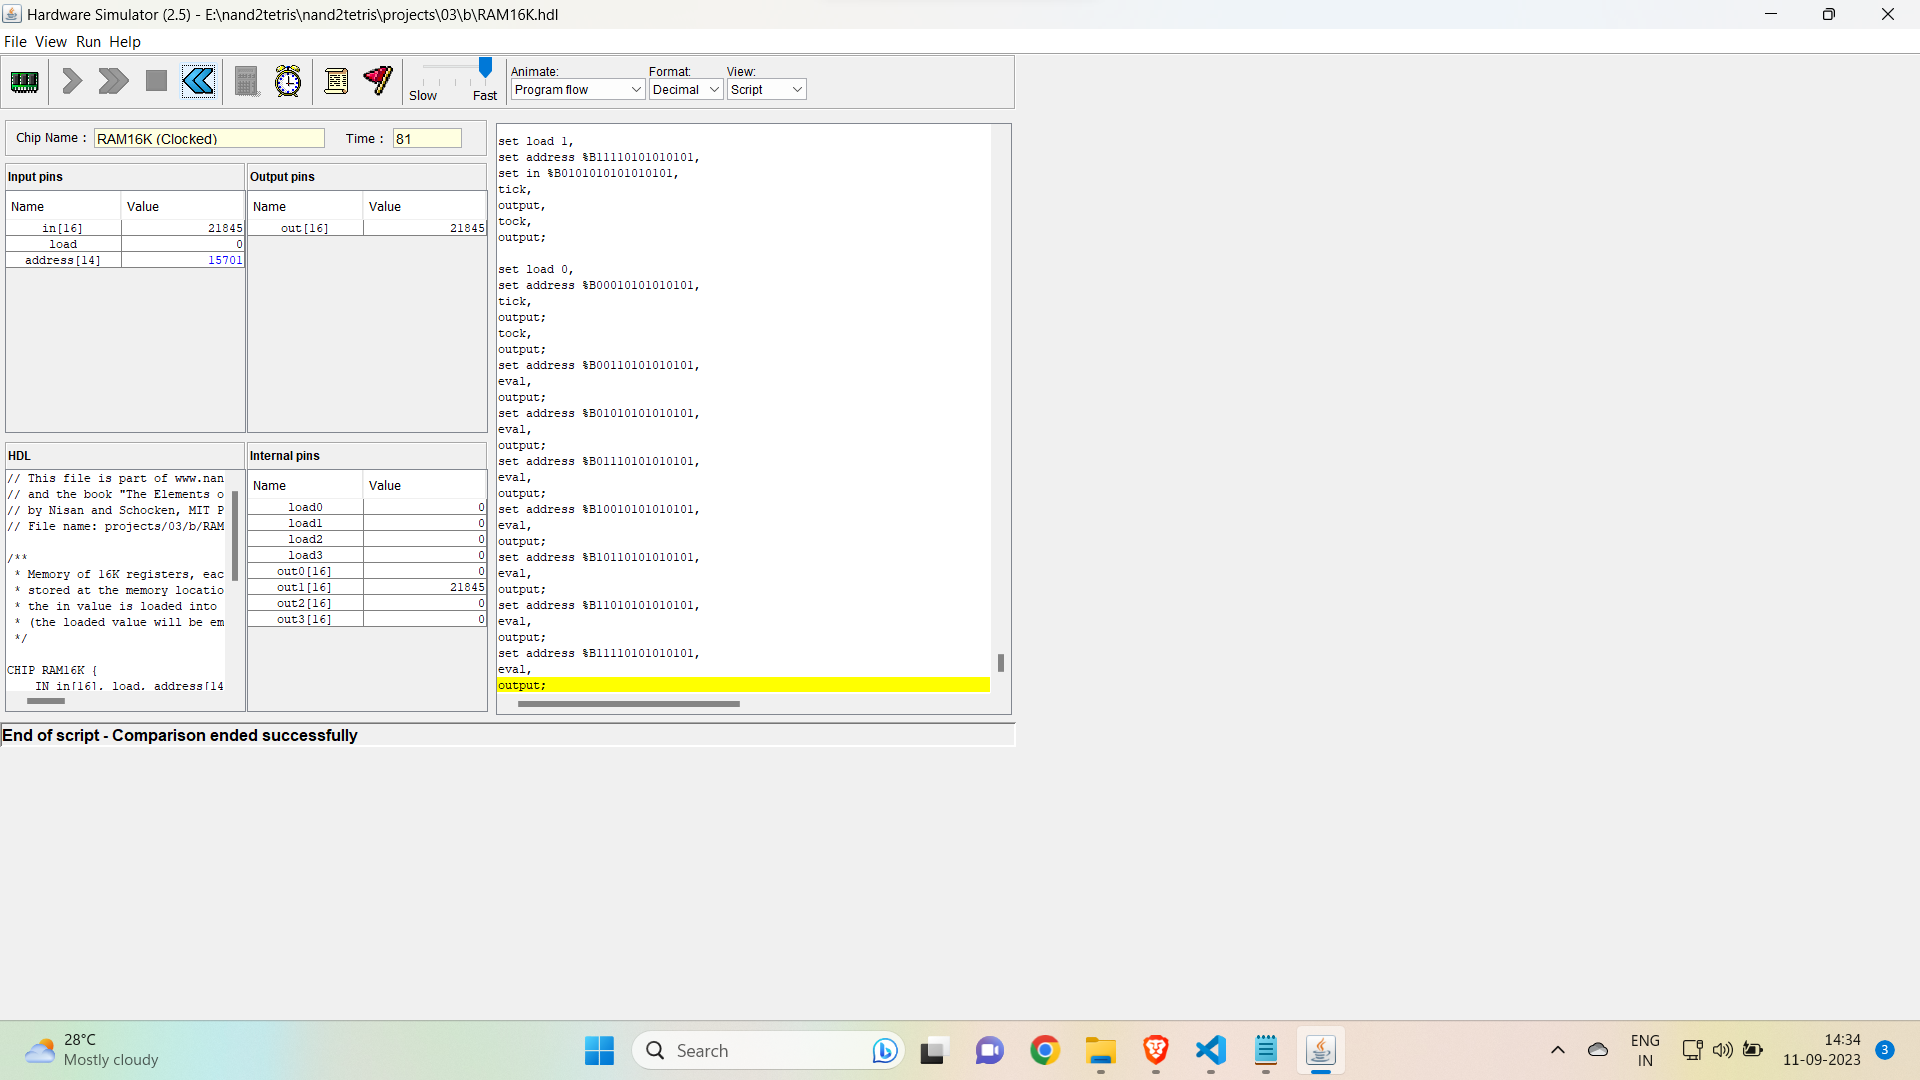 Hardware Simulator (2.5) - E:\nand2tetris\nand2tetris\projects\03\b\RAM16K.hdl
File View Run Help
Slow Fast
Animate: Format: View:
Program flow Decimal Script
Chip Name : RAM16K (Clocked) Time : 81
Input pins
Name Value
in[16] 21845
load 0
address[14] 15701
Output pins
Name Value
out[16] 21845
HDL
// This file is part of www.nan
// and the book "The Elements o
// by Nisan and Schocken, MIT P
// File name: projects/03/b/RAM
/**
* Memory of 16K registers, eac
* stored at the memory locatio
* the in value is loaded into
* (the loaded value will be em
*/
CHIP RAM16K {
IN in[16], load, address[14
Internal pins
Name Value
load0 0
load1 0
load2 0
load3 0
out0[16] 0
out1[16] 21845
out2[16] 0
out3[16] 0
set load 1,
set address %B11110101010101,
set in %B0101010101010101,
tick,
output,
tock,
output;
set load 0,
set address %B00010101010101,
tick,
output;
tock,
output;
set address %B00110101010101,
eval,
output;
set address %B01010101010101,
eval,
output;
set address %B01110101010101,
eval,
output;
set address %B10010101010101,
eval,
output;
set address %B10110101010101,
eval,
output;
set address %B11010101010101,
eval,
output;
set address %B11110101010101,
eval,
output;
End of script - Comparison ended successfully
28°C
Mostly cloudy
Search
ENG
IN
14:34
11-09-2023
3